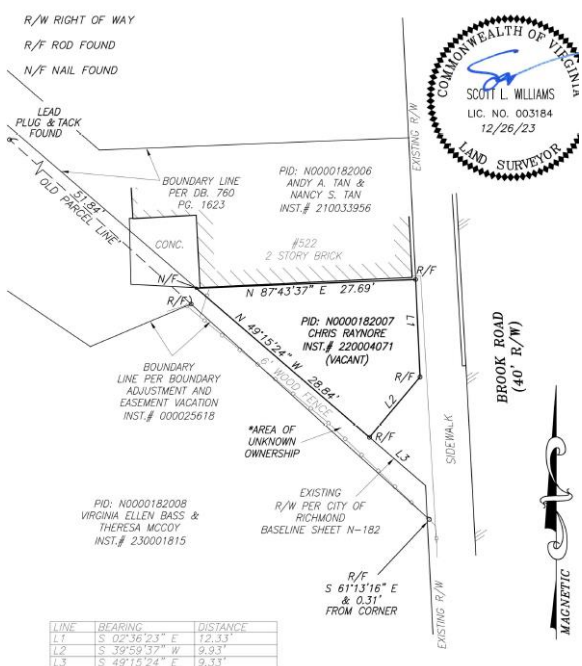 R/W RIGHT OF WAY
R/F ROD FOUND
N/F NAIL FOUND
LEAD
PLUG & TACK
FOUND
51.84'
OLD PARCEL LINE
BOUNDARY LINE
PER DB. 760
PG. 1623
PID: N0000182006
ANDY A. TAN &
NANCY S. TAN
INST.# 210033956
EXISTING R/W
COMMONWEALTH OF VIRGINIA
SCOTT L. WILLIAMS
LIC. NO. 003184
12/26/23
LAND SURVEYOR
CONC.
#522
2 STORY BRICK
N/F
R/F
N 87°43'37" E 27.69'
R/F
PID: N0000182007
CHRIS RAYNORE
INST.# 220004071
(VACANT)
L1
N 49°15'24" W 28.84'
6' WOOD FENCE
R/F
L2
R/F
L3
BROOK ROAD
(40' R/W)
SIDEWALK
BOUNDARY
LINE PER BOUNDARY
ADJUSTMENT AND
EASEMENT VACATION
INST.# 000025618
*AREA OF
UNKNOWN
OWNERSHIP
EXISTING
R/W PER CITY OF
RICHMOND
BASELINE SHEET N-182
PID: N0000182008
VIRGINIA ELLEN BASS &
THERESA MCCOY
INST.# 230001815
R/F
S 61°13'16" E
& 0.31'
FROM CORNER
EXISTING R/W
MAGNETIC
LINE BEARING DISTANCE
L1 S 02°36'23" E 12.33'
L2 S 39°59'37" W 9.93'
L3 S 49°15'24" E 9.33'